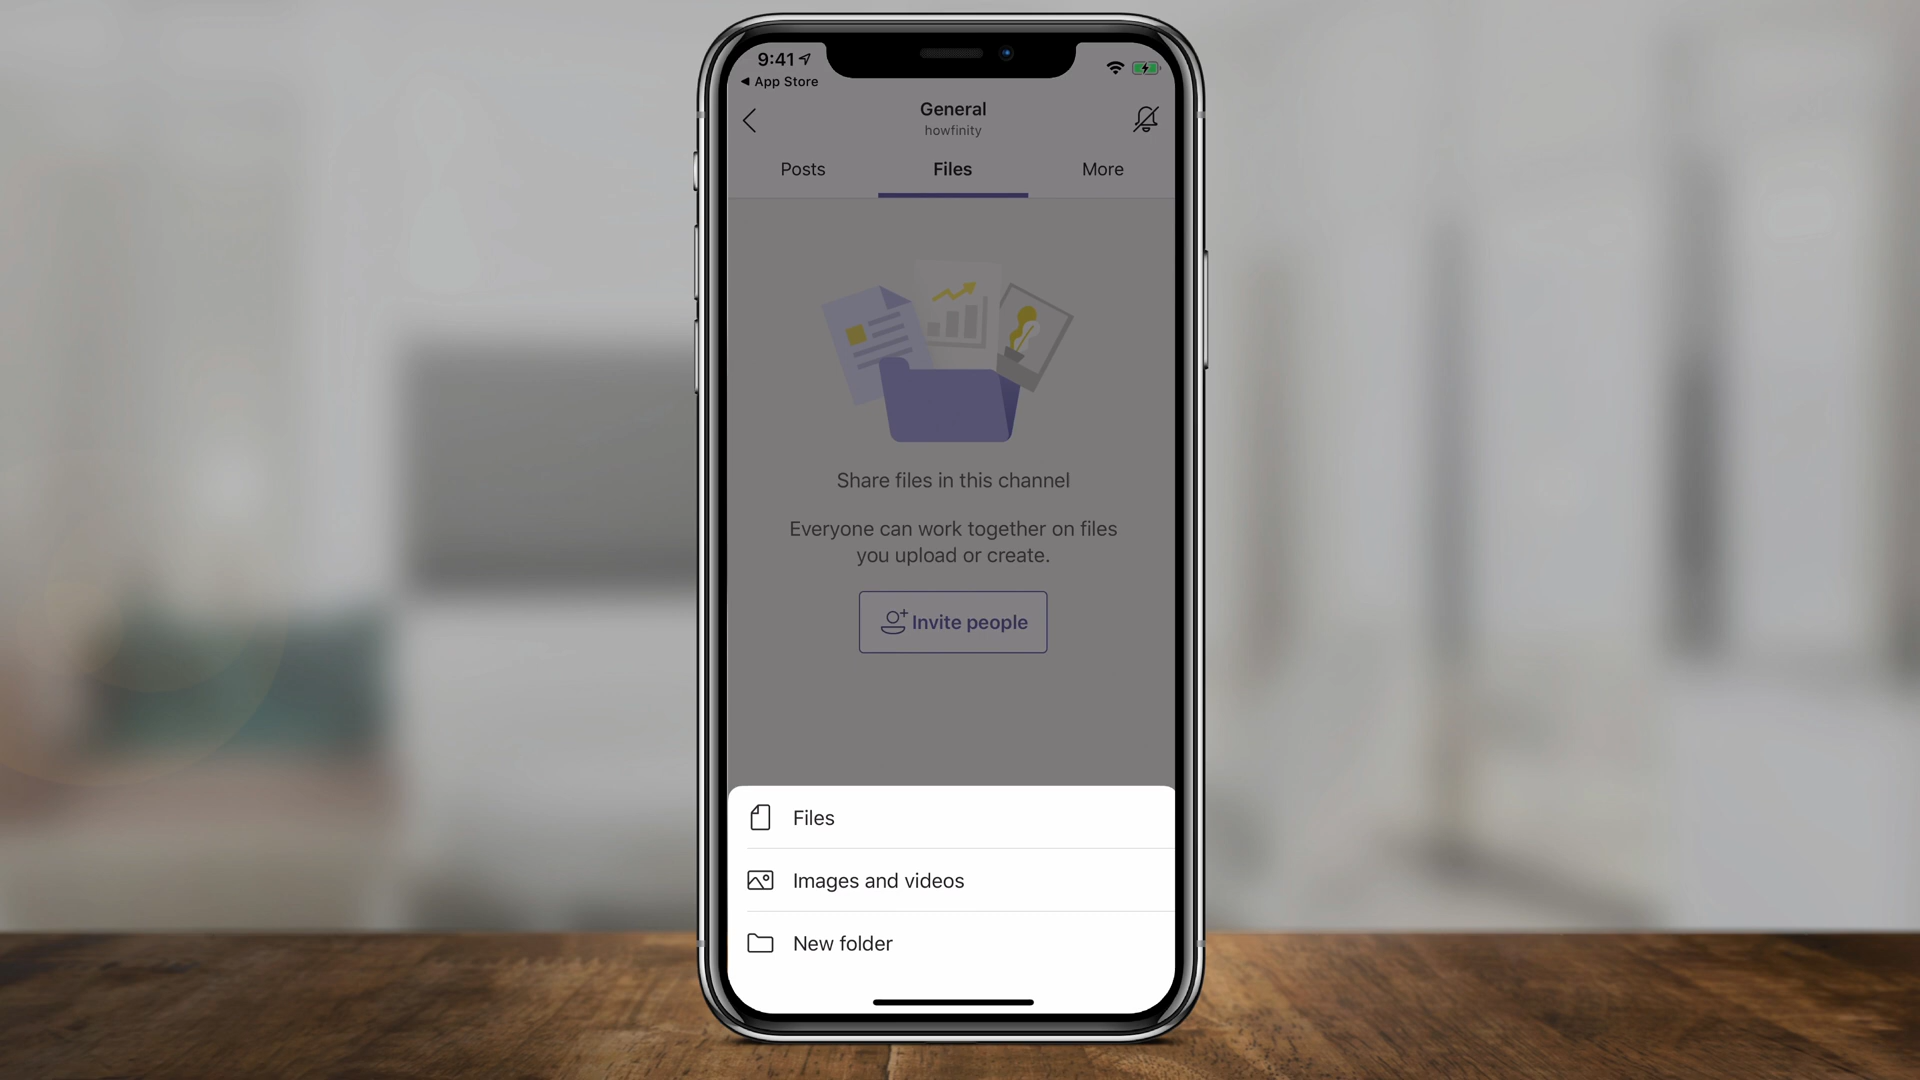 9:41
App Store
General
howfinity
Posts
Files
More
Share files in this channel
Everyone can work together on files
you upload or create.
Invite people
Files
Images and videos
New folder